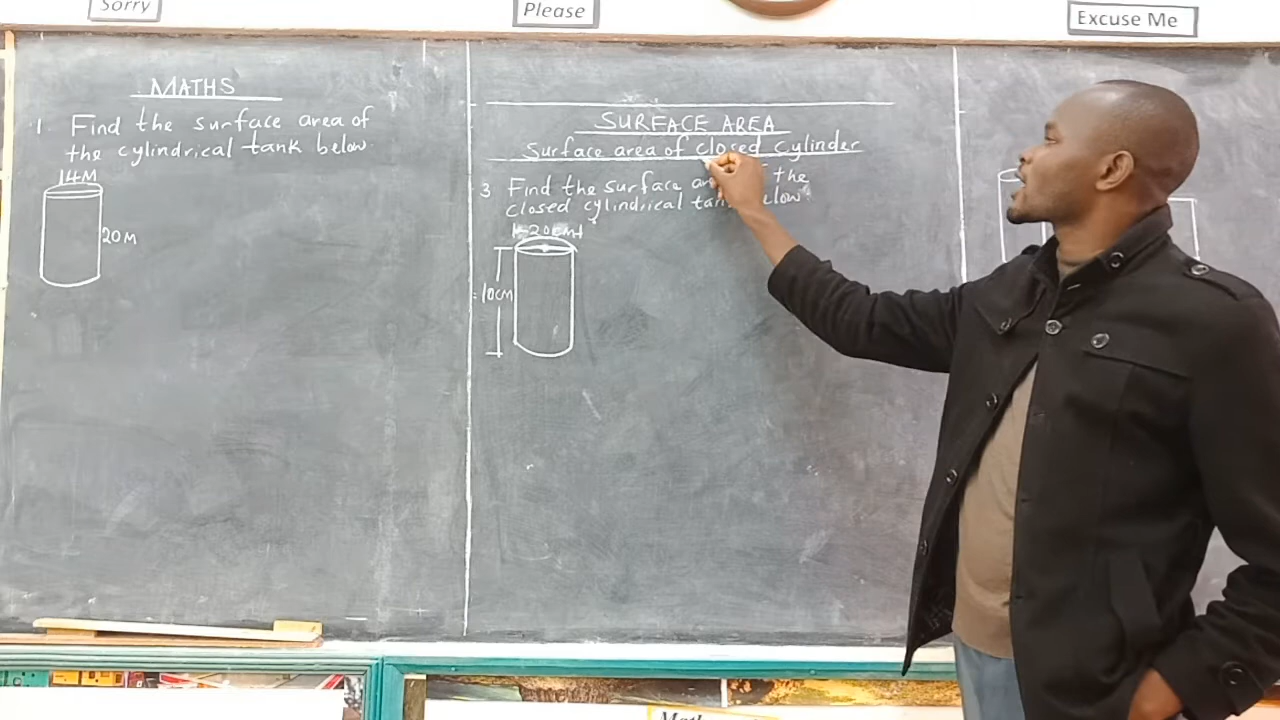 Sorry
Please
Excuse Me
MATHS
1 Find the surface area of
the cylindrical tank below.
14M
20M
SURFACE AREA
Surface area of closed cylinder
3 Find the surface the
closed cylindrical below.
20cm
10cm